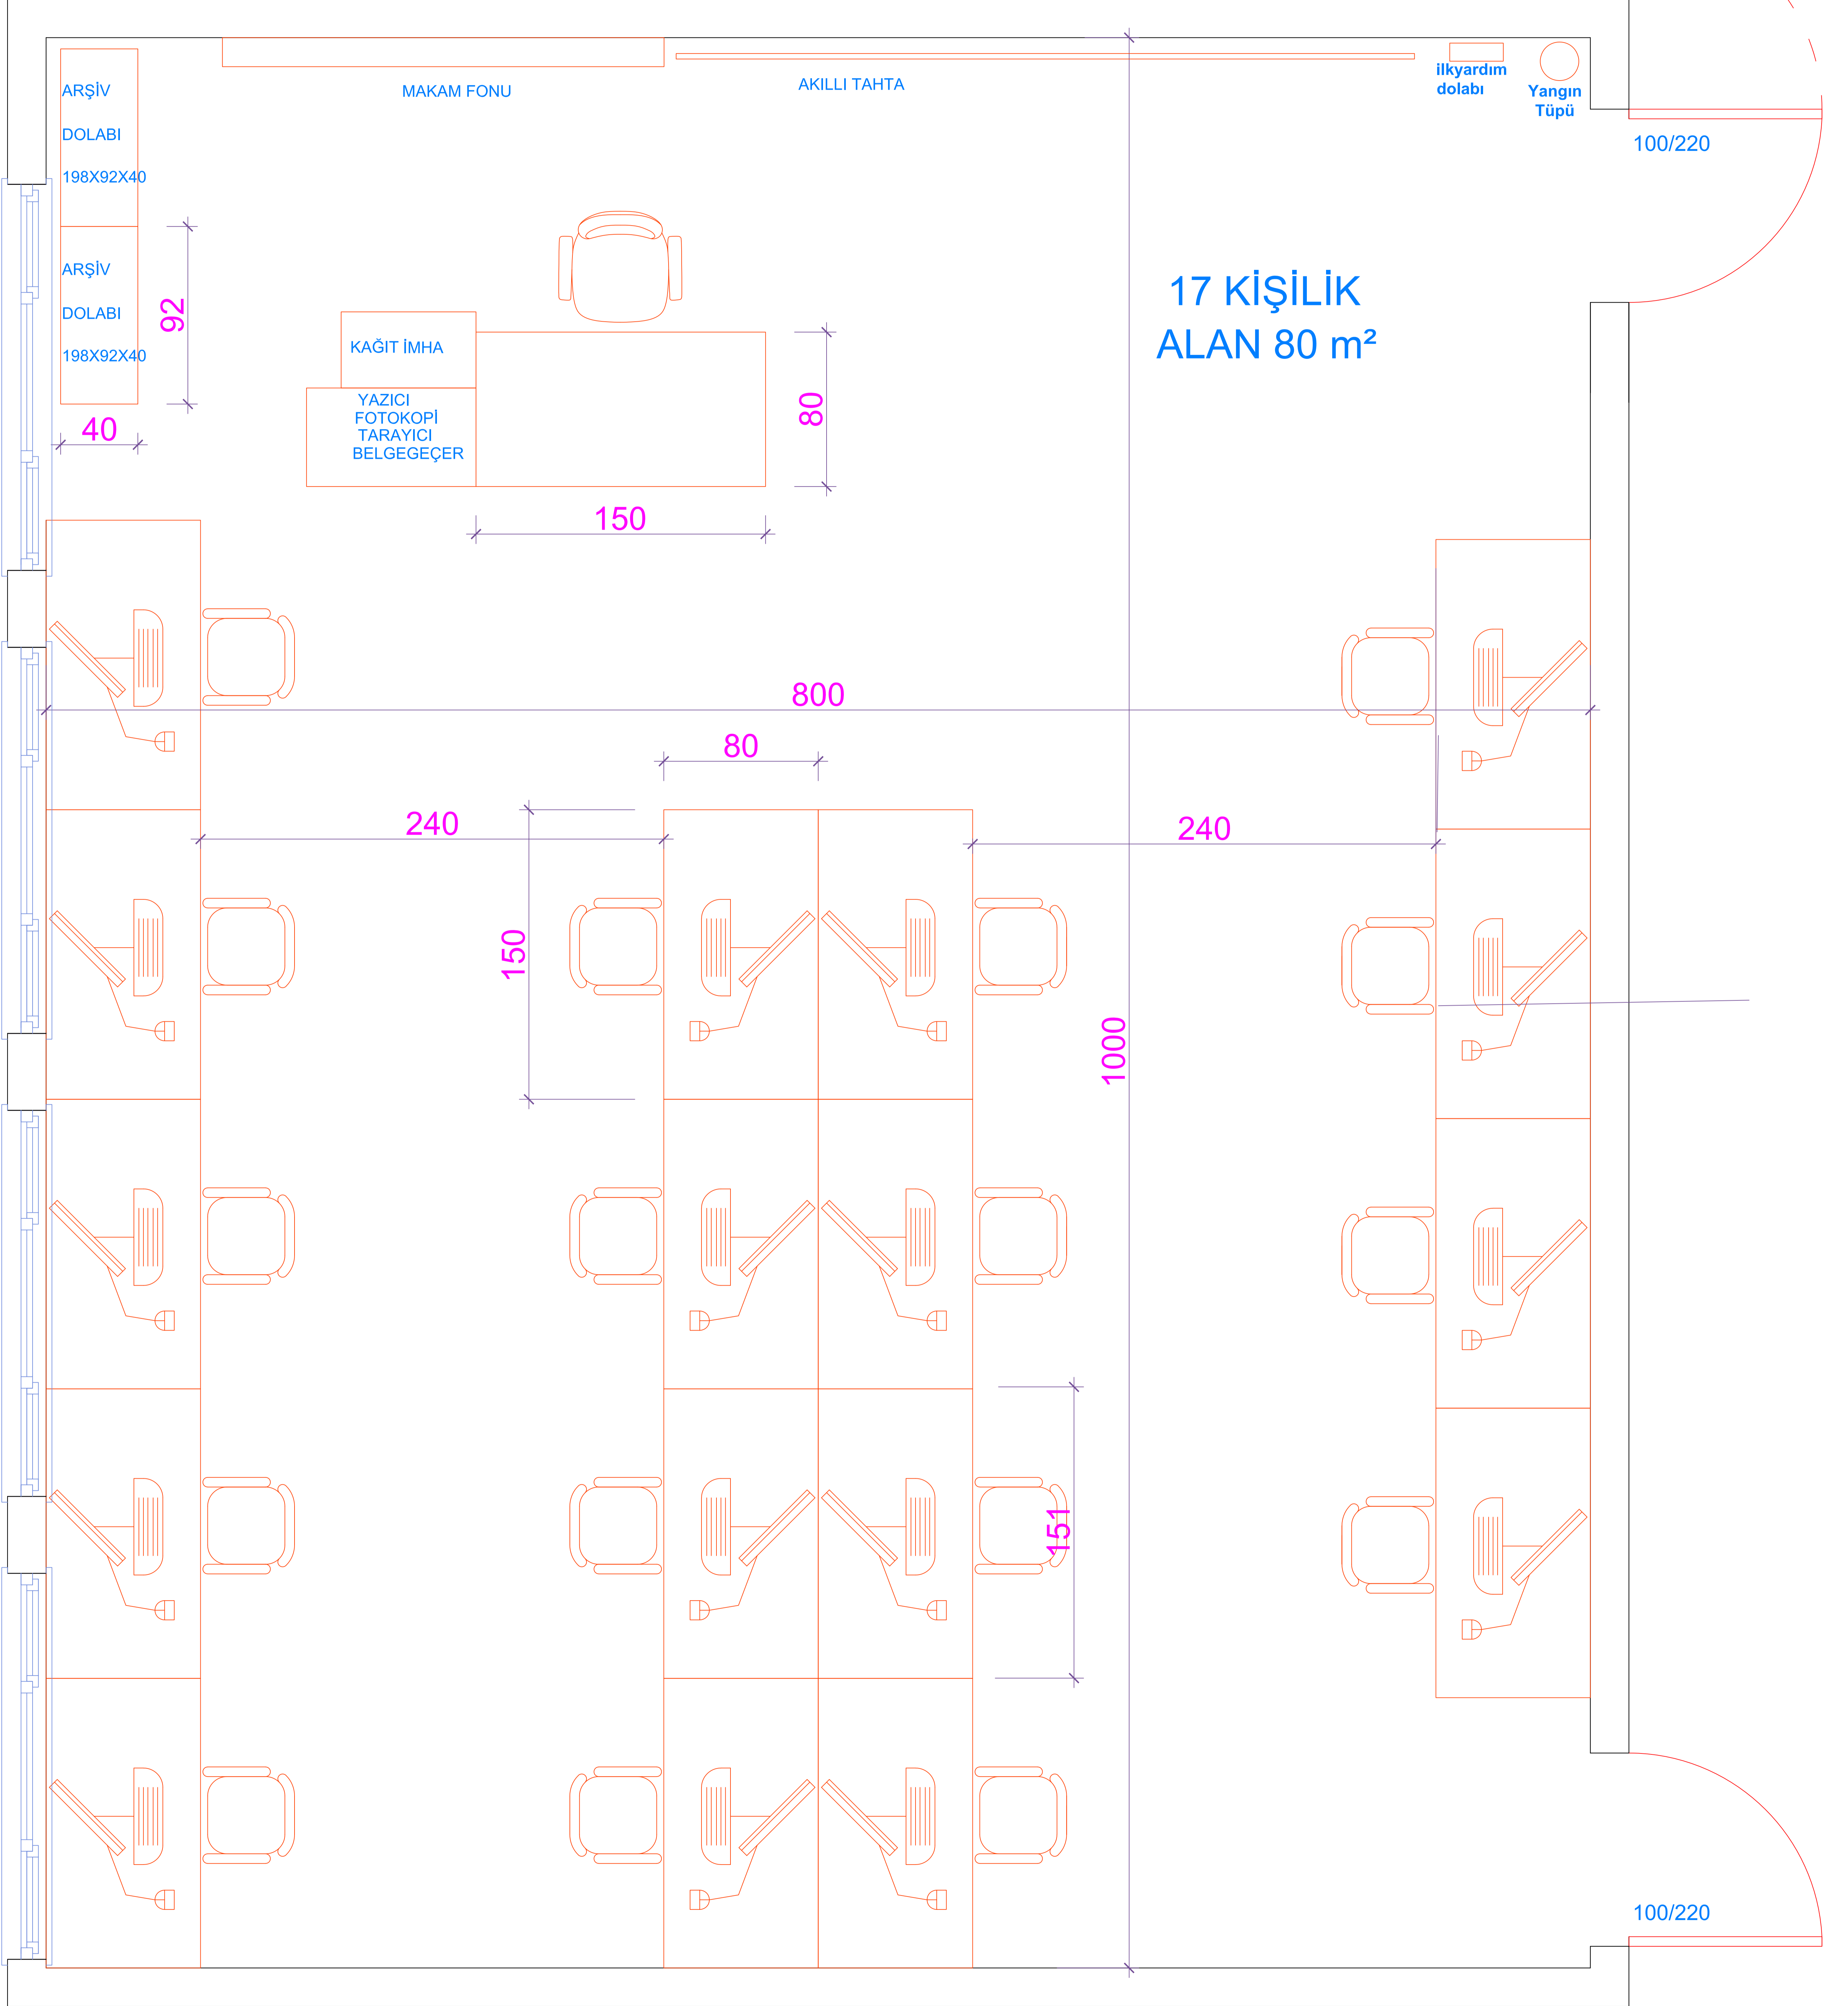 ARŞİV
DOLABI
198X92X40
MAKAM FONU
AKILLI TAHTA
ilkyardım
dolabı
Yangın
Tüpü
100/220
ARŞİV
DOLABI
198X92X40
92
40
KAĞIT İMHA
YAZICI
FOTOKOPİ
TARAYICI
BELGEGEÇER
80
150
17 KİŞİLİK
ALAN 80 m²
800
80
240
240
150
1000
151
100/220